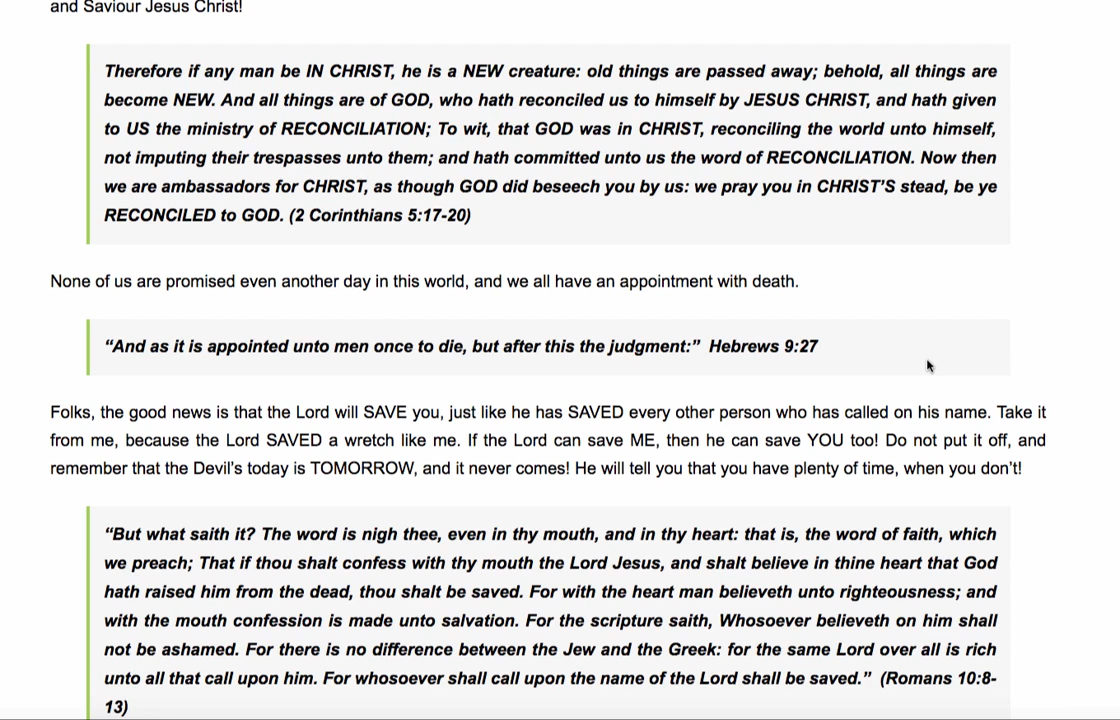 and Saviour Jesus Christ!
Therefore if any man be IN CHRIST, he is a NEW creature: old things are passed away; behold, all things are
become NEW. And all things are of GOD, who hath reconciled us to himself by JESUS CHRIST, and hath given
to US the ministry of RECONCILIATION; To wit, that GOD was in CHRIST, reconciling the world unto himself,
not imputing their trespasses unto them; and hath committed unto us the word of RECONCILIATION. Now then
we are ambassadors for CHRIST, as though GOD did beseech you by us: we pray you in CHRIST’S stead, be ye
RECONCILED to GOD. (2 Corinthians 5:17-20)
None of us are promised even another day in this world, and we all have an appointment with death.
“And as it is appointed unto men once to die, but after this the judgment:” Hebrews 9:27
Folks, the good news is that the Lord will SAVE you, just like he has SAVED every other person who has called on his name. Take it
from me, because the Lord SAVED a wretch like me. If the Lord can save ME, then he can save YOU too! Do not put it off, and
remember that the Devil’s today is TOMORROW, and it never comes! He will tell you that you have plenty of time, when you don’t!
“But what saith it? The word is nigh thee, even in thy mouth, and in thy heart: that is, the word of faith, which
we preach; That if thou shalt confess with thy mouth the Lord Jesus, and shalt believe in thine heart that God
hath raised him from the dead, thou shalt be saved. For with the heart man believeth unto righteousness; and
with the mouth confession is made unto salvation. For the scripture saith, Whosoever believeth on him shall
not be ashamed. For there is no difference between the Jew and the Greek: for the same Lord over all is rich
unto all that call upon him. For whosoever shall call upon the name of the Lord shall be saved.” (Romans 10:8-
13)